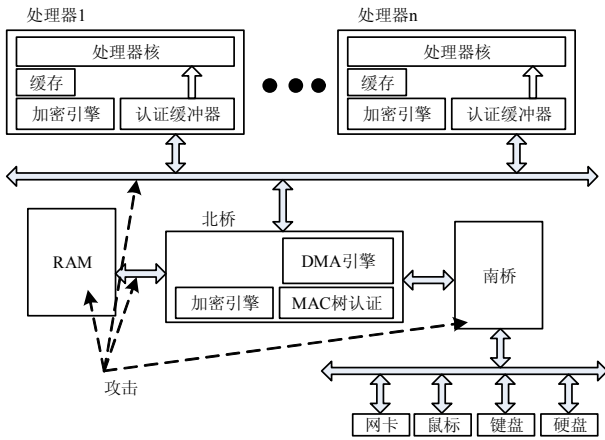 处理器1
处理器n
处理器核
处理器核
缓存
缓存
加密引擎
认证缓冲器
加密引擎
认证缓冲器
北桥
RAM
DMA引擎
南桥
加密引擎
MAC树认证
攻击
网卡
鼠标
键盘
硬盘